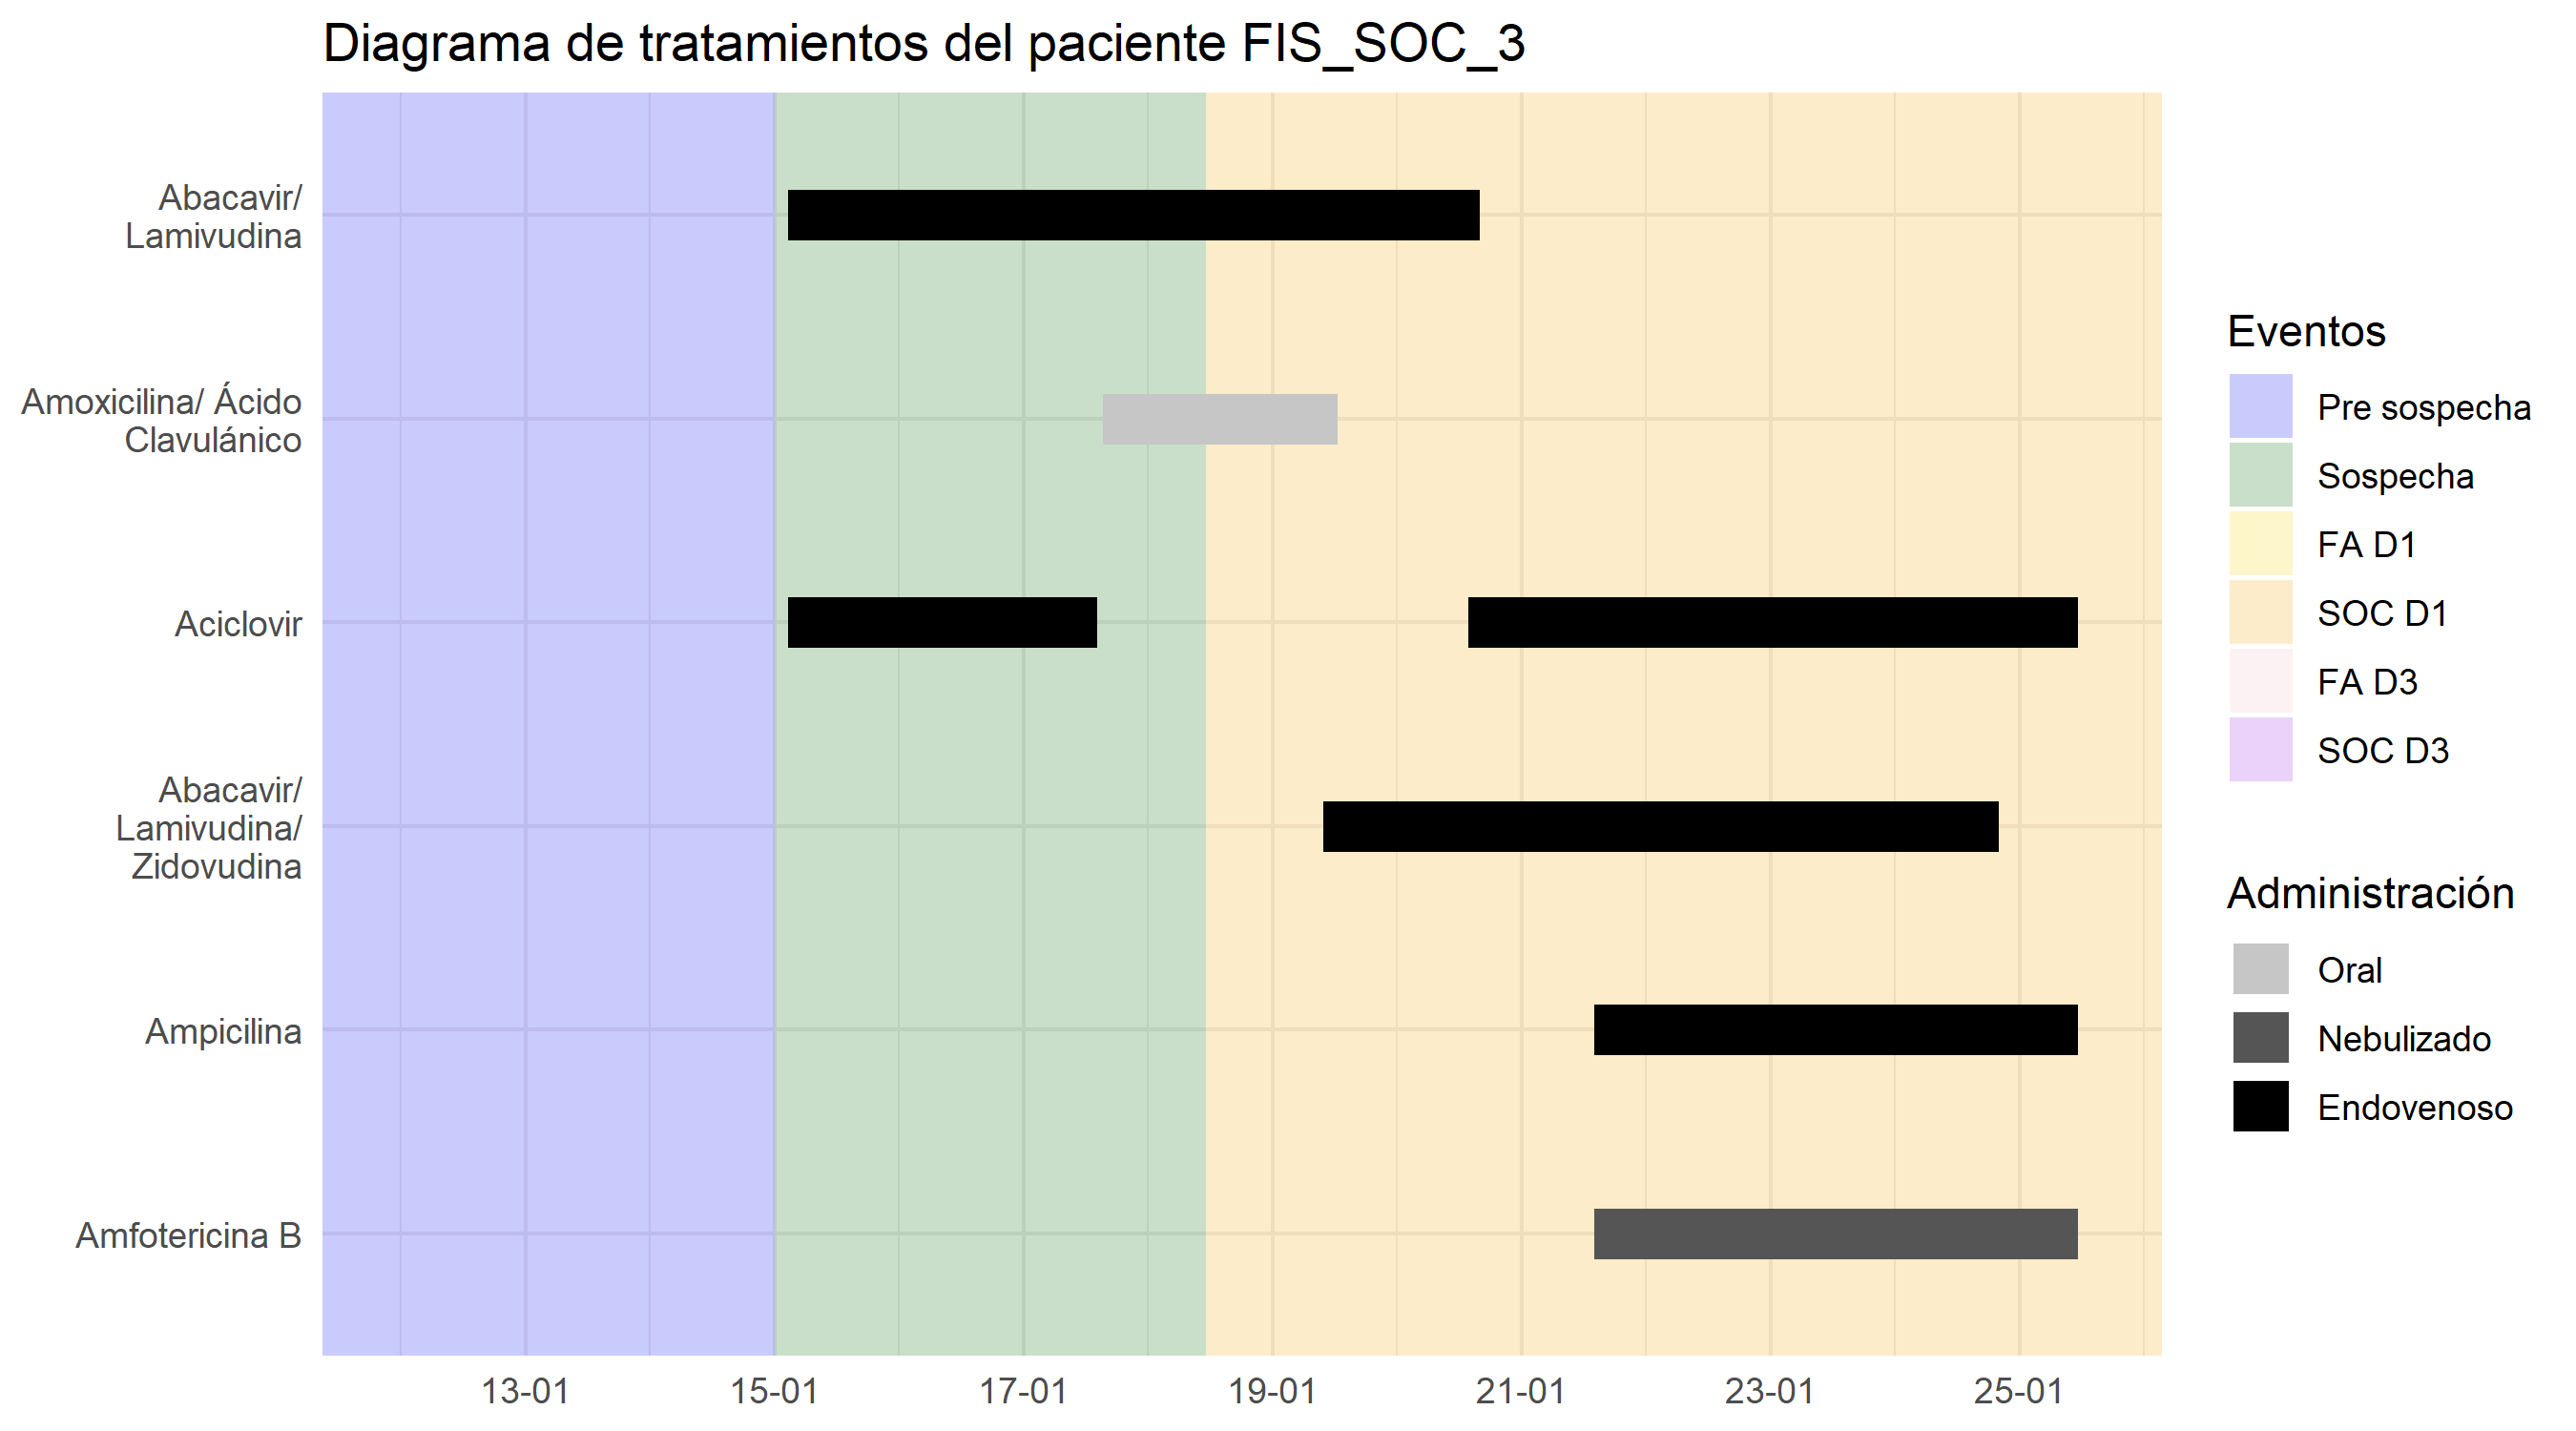 Diagrama de tratamientos del paciente FIS_SOC_3
Abacavir/
Lamivudina
Amoxicilina/ Ácido
Clavulánico
Aciclovir
Abacavir/
Lamivudina/
Zidovudina
Ampicilina
Amfotericina B
13-01
15-01
17-01
19-01
21-01
23-01
25-01
Eventos
Pre sospecha
Sospecha
FA D1
SOC D1
FA D3
SOC D3
Administración
Oral
Nebulizado
Endovenoso